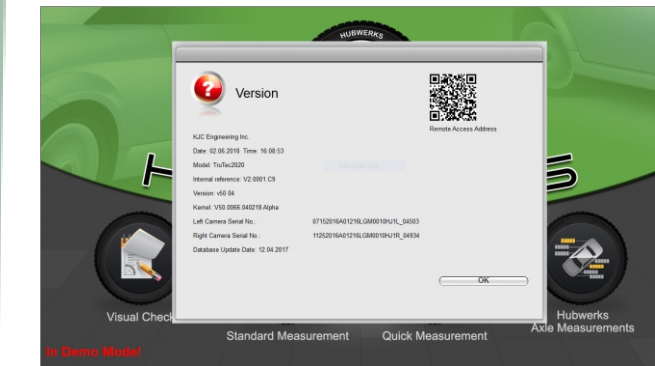 HUBWERKS
Version
Remote Access Address
KJC Engineering Inc.
Date: 02.06.2018 Time: 16:08:53
Model: TruTec2020
Internal reference: V2.0001.C9
Version: v50 04
Kernel: V50.0066.040218 Alpha
Left Camera Serial No.: 07152016A01216LGM0010HJ1L_04503
Right Camera Serial No.: 11252016A01216LGM0010HJ1R_04934
Database Update Date: 12.04.2017
OK
Visual Check
Standard Measurement
Quick Measurement
Hubwerks
Axle Measurements
In Demo Mode!